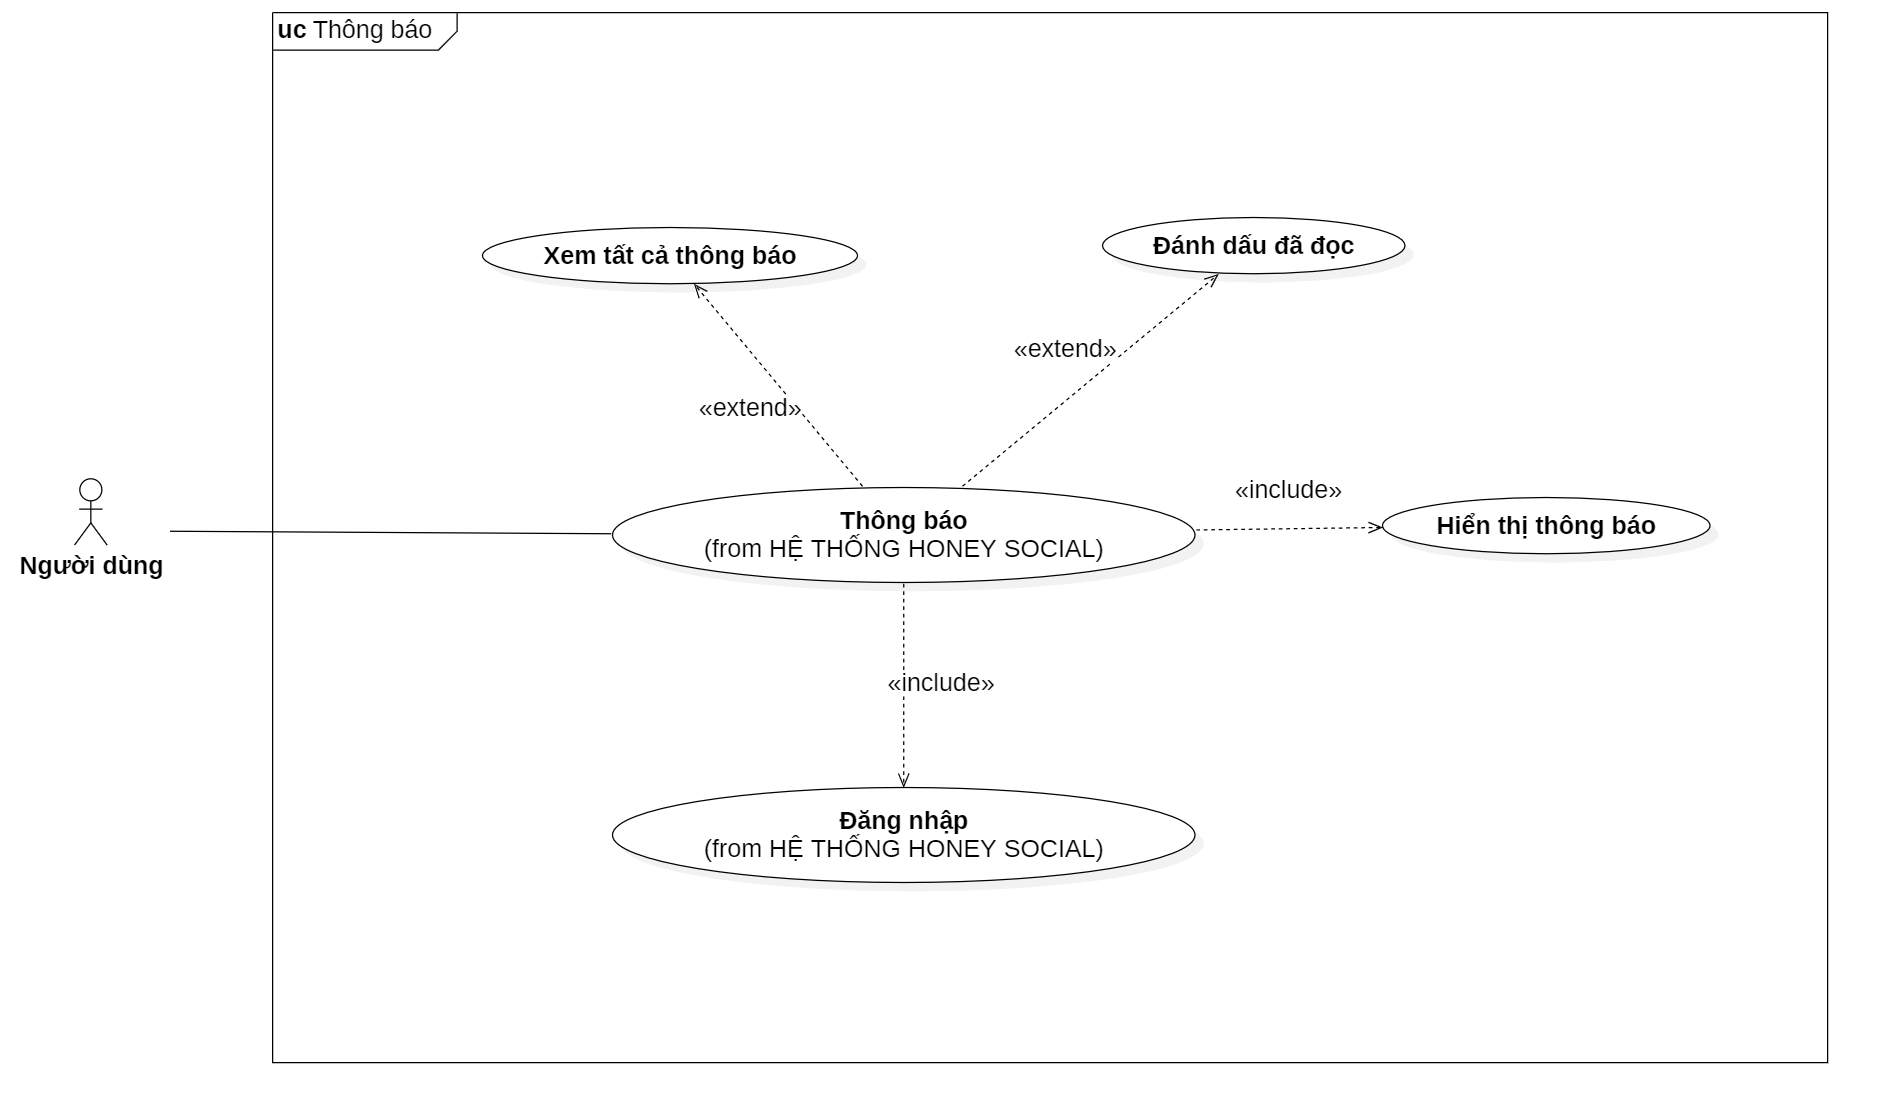 uc Thông báo
Xem tất cả thông báo
Đánh dấu đã đọc
«extend»
«extend»
«include»
Thông báo
(from HỆ THỐNG HONEY SOCIAL)
Hiển thị thông báo
Người dùng
«include»
Đăng nhập
(from HỆ THỐNG HONEY SOCIAL)